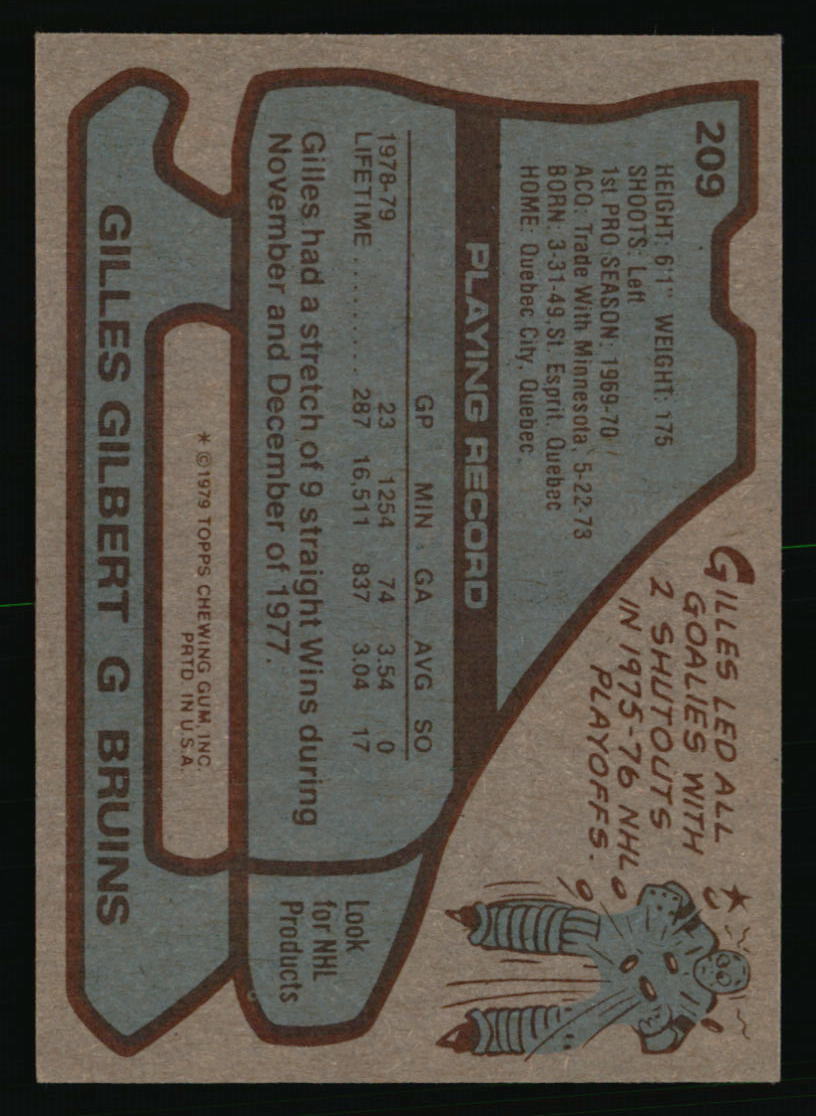 209
HEIGHT: 6'1" WEIGHT: 175
SHOOTS: Left
1st PRO SEASON: 1969-70
ACQ: Trade With Minnesota, 5-22-73
BORN: 3-31-49, St. Esprit, Quebec
HOME: Quebec City, Quebec
GILLES LED ALL
GOALIES WITH
2 SHUTOUTS
IN 1975-76 NHL
PLAYOFFS.
PLAYING RECORD
GP MIN GA AVG SO
1978-79 23 1254 74 3.54 0
LIFETIME .......... 287 16,511 837 3.04 17
Gilles had a stretch of 9 straight Wins during
November and December of 1977.
Look
for NHL
Products
* ©1979 TOPPS CHEWING GUM, INC.
PRTD. IN U.S.A.
GILLES GILBERT G BRUINS